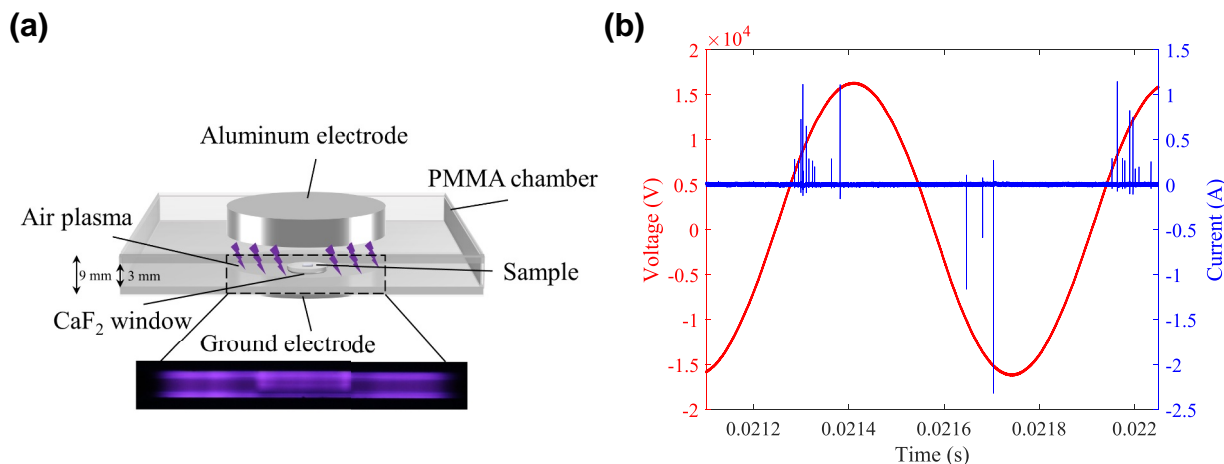 (a)
Aluminum electrode
PMMA chamber
Air plasma
9 mm
3 mm
Sample
CaF₂ window
Ground electrode
(b)
×10⁴
2
1.5
1
0.5
0
-0.5
-1
-1.5
-2
Voltage (V)
1.5
1
0.5
0
-0.5
-1
-1.5
-2
-2.5
Current (A)
0.0212
0.0214
0.0216
0.0218
0.022
Time (s)